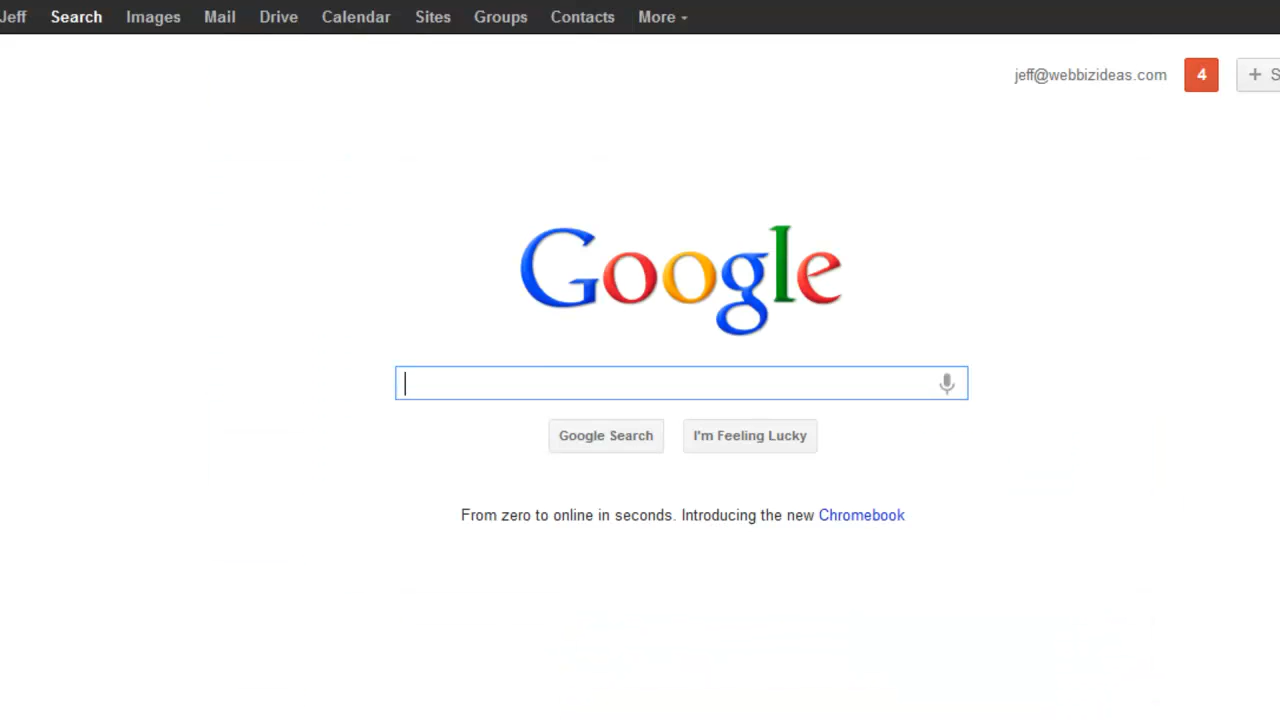 Jeff Search Images Mail Drive Calendar Sites Groups Contacts More
jeff@webbizideas.com 4 + S
Google
Google Search I'm Feeling Lucky
From zero to online in seconds. Introducing the new Chromebook